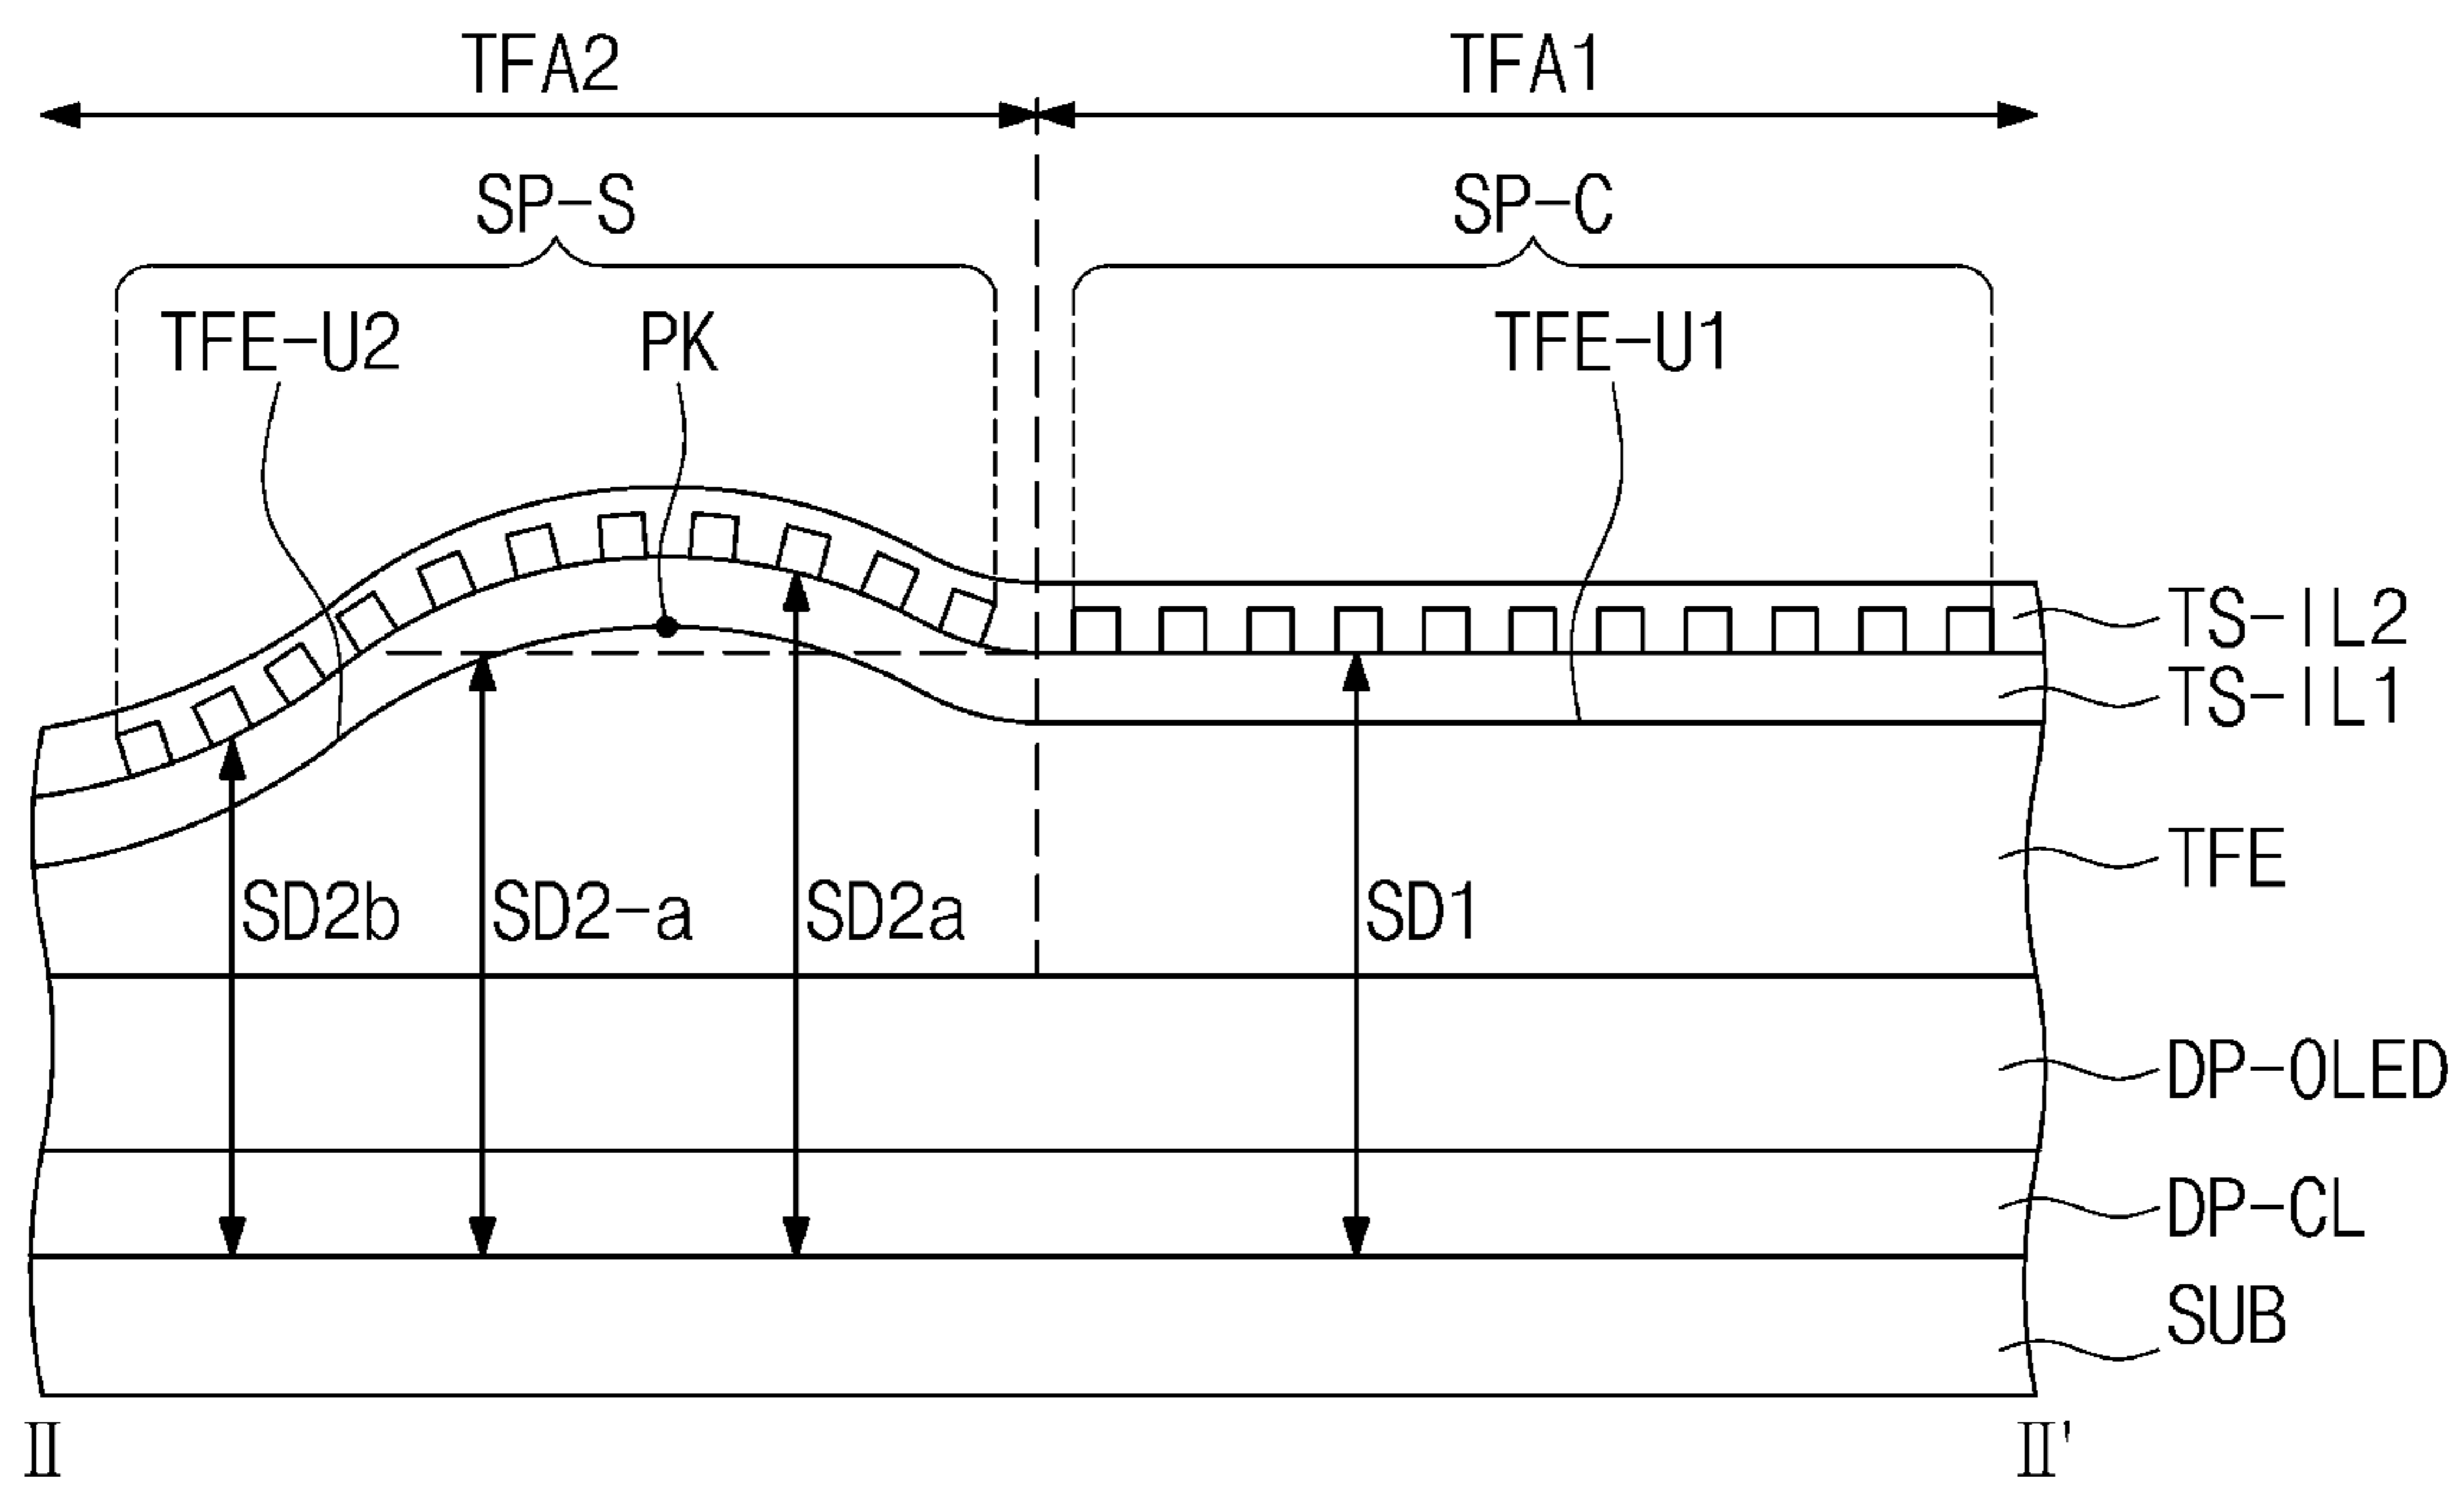 TFA2 TFA1
SP-S SP-C
TFE-U2 PK TFE-U1
TS-IL2
TS-IL1
TFE
SD2b SD2-a SD2a SD1
DP-OLED
DP-CL
SUB
II II'